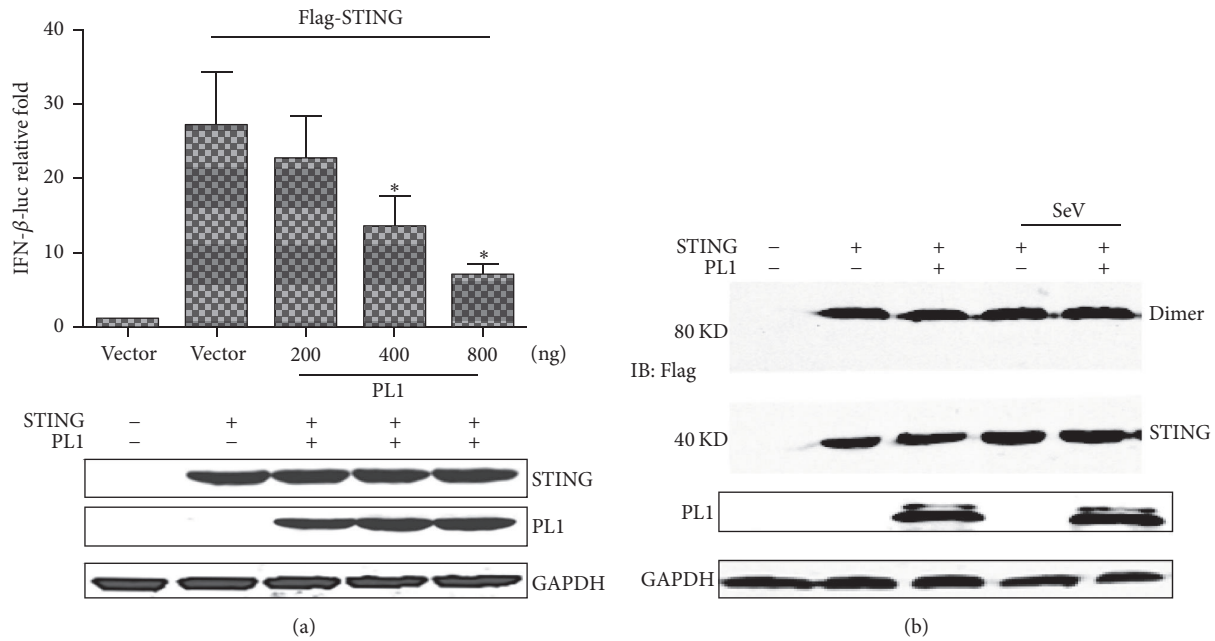 Flag-STING
40
30
20
10
0
IFN-β-luc relative fold
*
*
Vector Vector 200 400 800 (ng)
PL1
STING – + + + +
PL1 – – + + +
STING
PL1
GAPDH
(a)
SeV
STING – + + + +
PL1 – – + – +
Dimer
80 KD
IB: Flag
40 KD
STING
PL1
GAPDH
(b)